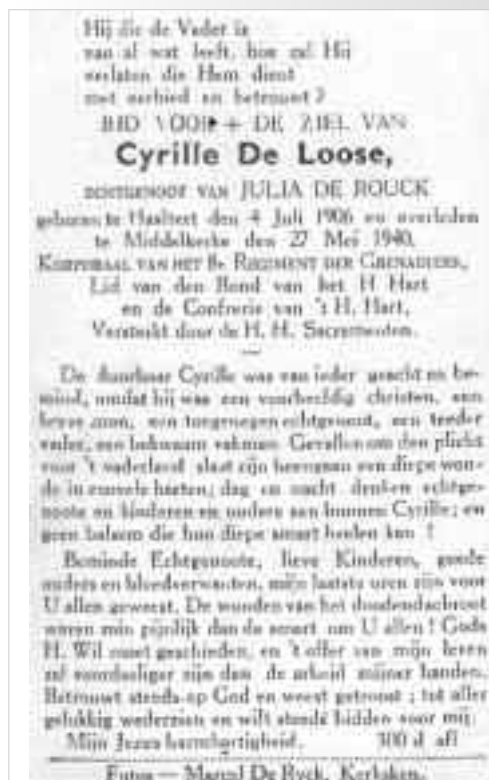 Hij die de Vader is
van al wat leeft, hoe zal Hij
verlaten die Hem dient
met eerbied en betrouwt ?
BID VOOR + DE ZIEL VAN
Cyrille De Loose,
ECHTGENOOT VAN JULIA DE ROUCK
geboren te Haaltert den 4 Juli 1906 en overleden
te Middelkerke den 27 Mei 1940.
KORPORAAL VAN HET 8e REGIMENT DER GRENADIERS,
Lid van den Bond van het H Hart
en de Confrerie van 't H. Hart,
Versterkt door de H. H. Sacramenten.
De dierbare Cyrille was van ieder geacht en be-
mind, omdat hij was een voorbeeldig christen, een
brave zoon, een toegenegen echtgenoot, een teeder
vader, een bekwaam vakman. Gevallen om den plicht
voor 't vaderland slaat zijn heengaan een diepe won-
de in zoovele harten; dag en nacht denken echtge-
noote en kinderen en ouders aan hunnen Cyrille; en
geen balsem die hun diepe smart heelen kan !
Beminde Echtgenoote, lieve Kinderen, goede
ouders en bloedverwanten, mijn laatste uren zijn voor
U allen geweest. De wonden van het doodend schroot
waren min pijnlijk dan de smart om U allen ! Gods
H. Wil moet geschieden, en 't offer van mijn leven
zal voordeeliger zijn dan de arbeid mijner handen.
Betrouwt steeds op God en weest getroost ; tot aller
gelukkig wederzien en wilt steeds bidden voor mij.
Mijn Jezus barmhartigheid. 300 d. afl
Marcel De Ryck, Kerksken.